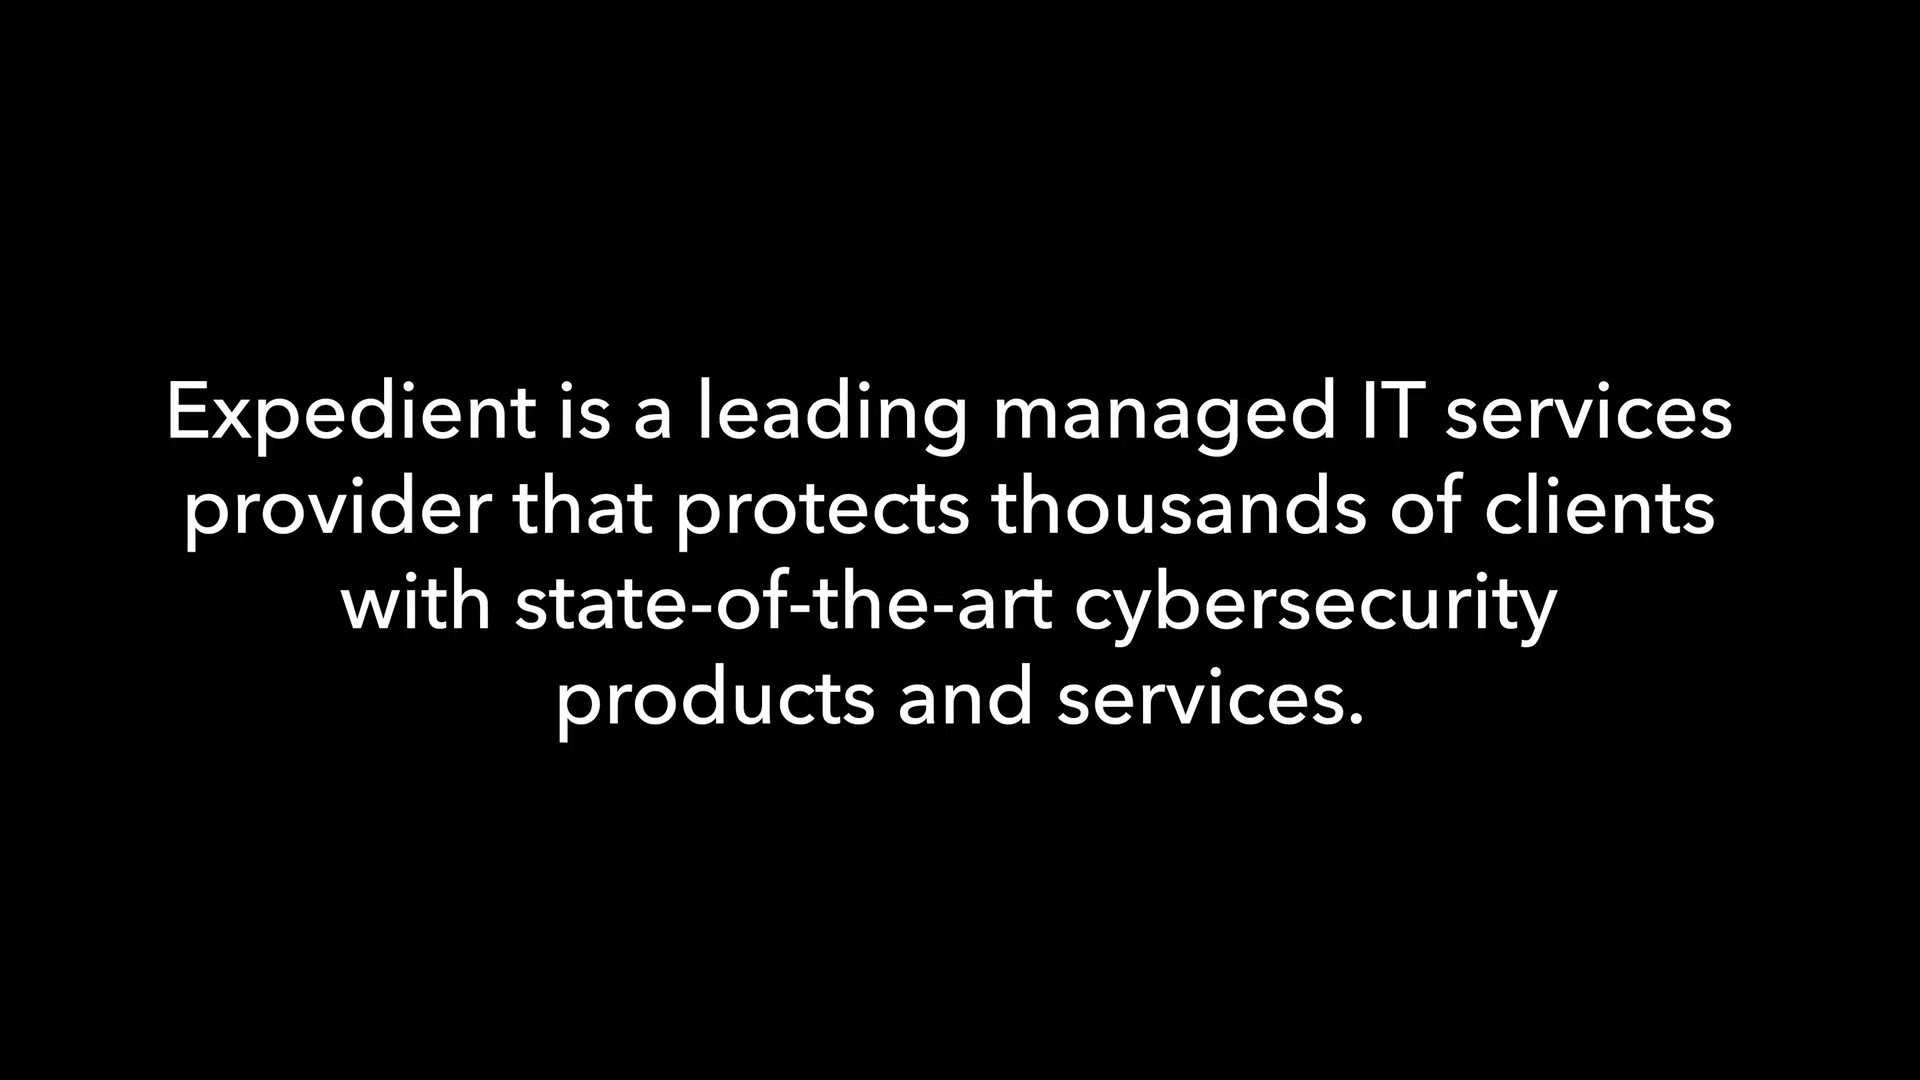 Expedient is a leading managed IT services
provider that protects thousands of clients
with state-of-the-art cybersecurity
products and services.